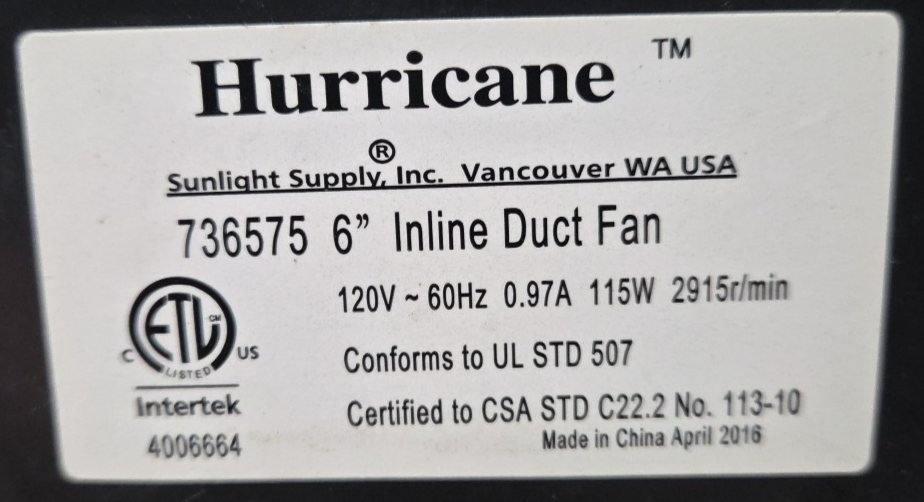 Hurricane ™
®
Sunlight Supply, Inc. Vancouver WA USA
736575 6” Inline Duct Fan
120V ~ 60Hz 0.97A 115W 2915r/min
ETL CM
C US
LISTED
Intertek
4006664
Conforms to UL STD 507
Certified to CSA STD C22.2 No. 113-10
Made in China April 2016